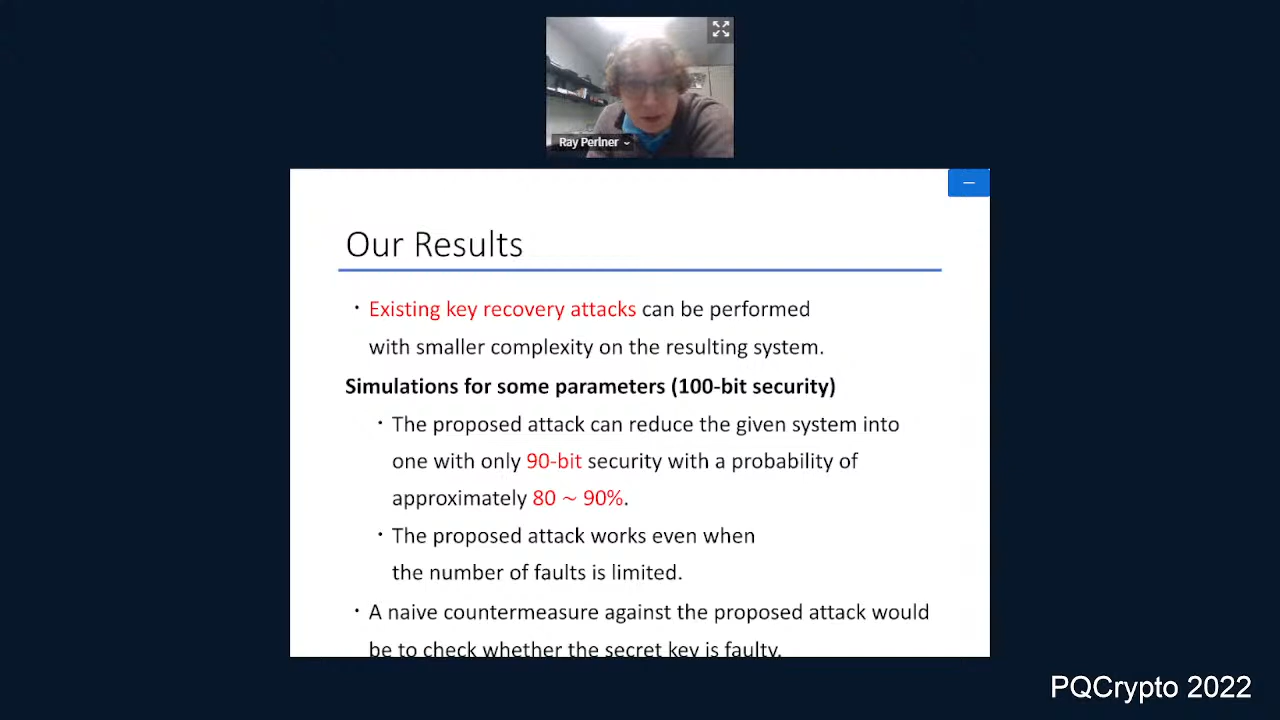 Ray Perlner
Our Results
· Existing key recovery attacks can be performed
with smaller complexity on the resulting system.
Simulations for some parameters (100-bit security)
· The proposed attack can reduce the given system into
one with only 90-bit security with a probability of
approximately 80 ~ 90%.
· The proposed attack works even when
the number of faults is limited.
· A naive countermeasure against the proposed attack would
be to check whether the secret key is faulty.
PQCrypto 2022